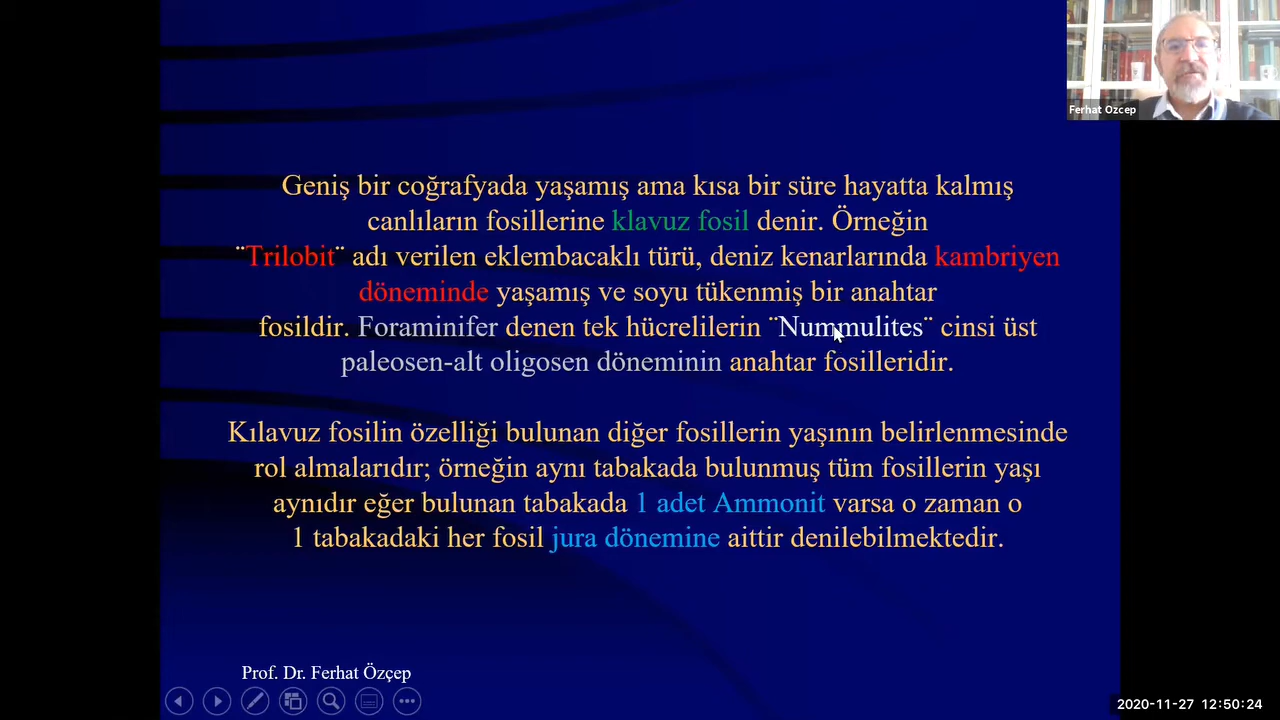 Ferhat Ozcep
Geniş bir coğrafyada yaşamış ama kısa bir süre hayatta kalmış
canlıların fosillerine klavuz fosil denir. Örneğin
¨Trilobit¨ adı verilen eklembacaklı türü, deniz kenarlarında kambriyen
döneminde yaşamış ve soyu tükenmiş bir anahtar
fosildir. Foraminifer denen tek hücrelilerin ¨Nummulites¨ cinsi üst
paleosen-alt oligosen döneminin anahtar fosilleridir.
Kılavuz fosilin özelliği bulunan diğer fosillerin yaşının belirlenmesinde
rol almalarıdır; örneğin aynı tabakada bulunmuş tüm fosillerin yaşı
aynıdır eğer bulunan tabakada 1 adet Ammonit varsa o zaman o
1 tabakadaki her fosil jura dönemine aittir denilebilmektedir.
Prof. Dr. Ferhat Özçep
2020-11-27 12:50:24